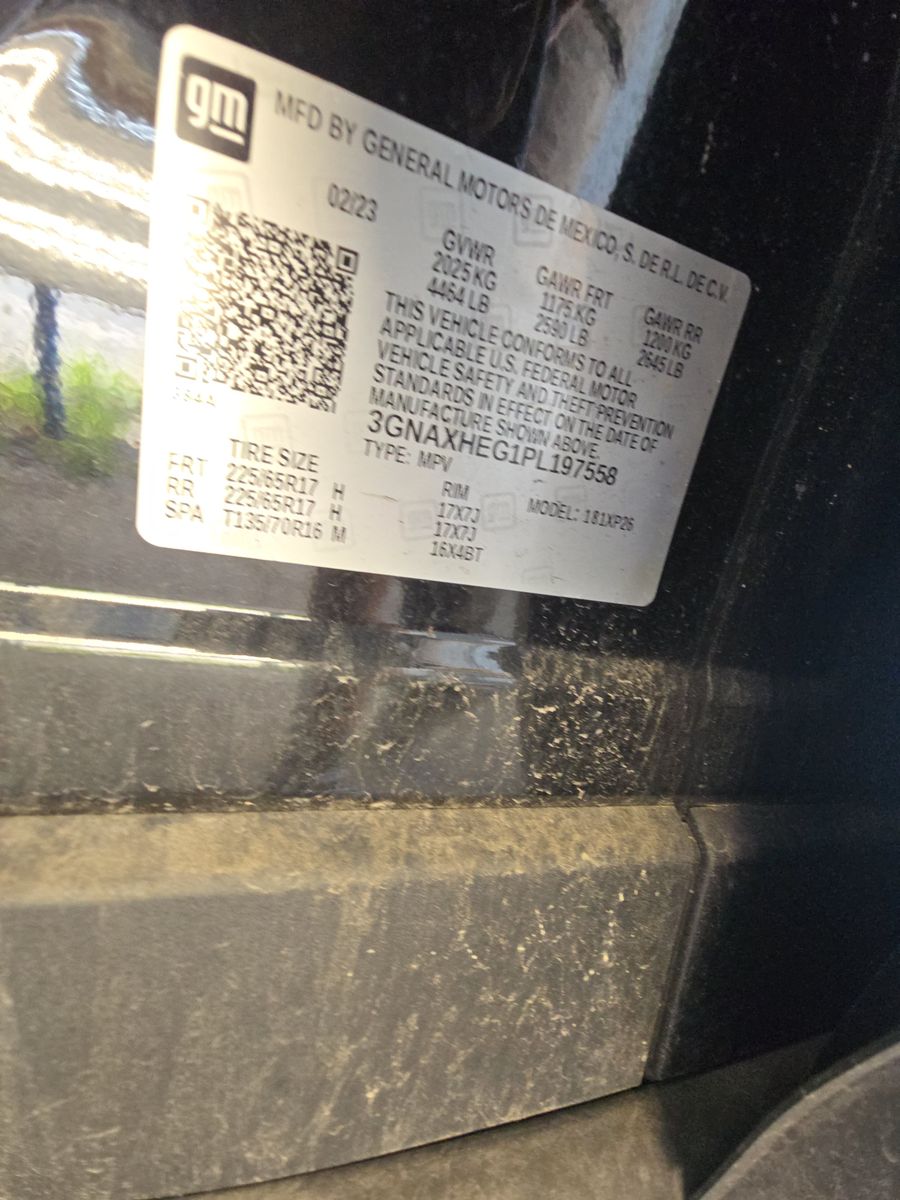 gm
MFD BY GENERAL MOTORS DE MEXICO, S. DE R.L. DE C.V.
02/23
GVWR GAWR FRT GAWR RR
2025 KG 1175 KG 1200 KG
4464 LB 2590 LB 2645 LB
THIS VEHICLE CONFORMS TO ALL
APPLICABLE U.S. FEDERAL MOTOR
VEHICLE SAFETY AND THEFT PREVENTION
STANDARDS IN EFFECT ON THE DATE OF
MANUFACTURE SHOWN ABOVE.
3GNAXHEG1PL197558
TYPE: MPV MODEL: 181XP26
TIRE SIZE RIM
FRT 225/65R17 H 17X7J
RR 225/65R17 H 17X7J
SPA T135/70R16 M 16X4BT